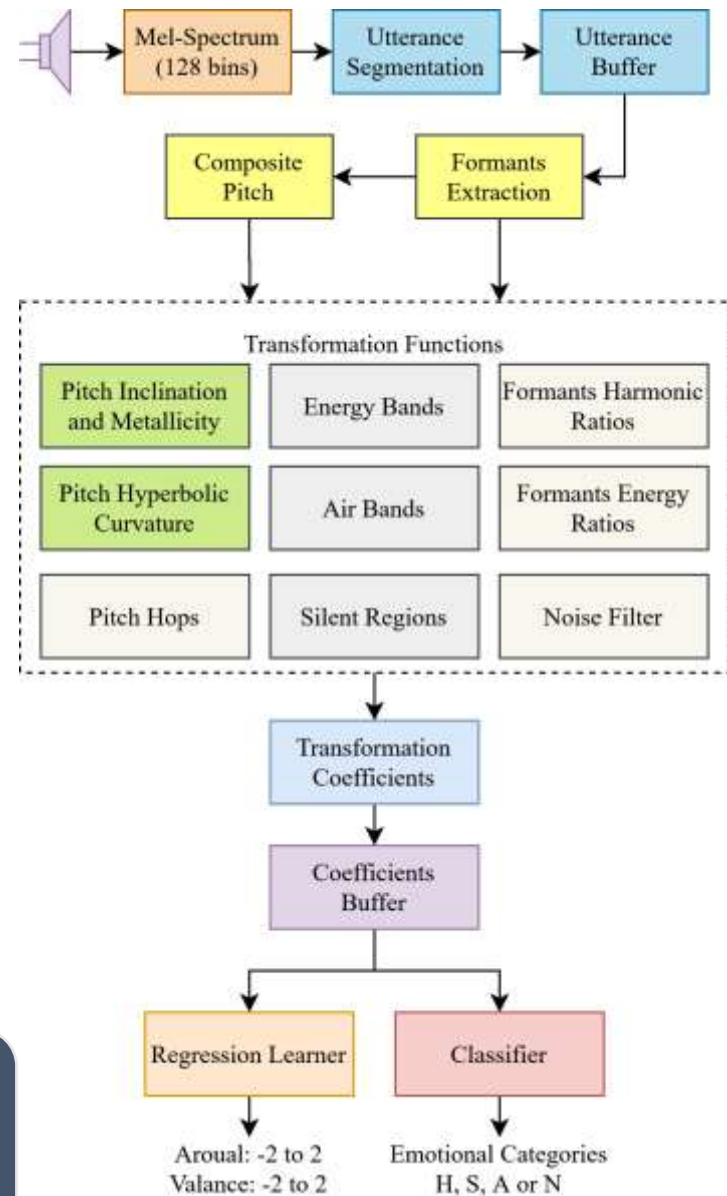 Mel-Spectrum
(128 bins)
Utterance
Segmentation
Utterance
Buffer
Composite
Pitch
Formants
Extraction
Transformation Functions
Pitch Inclination
and Metallicity
Energy Bands
Formants Harmonic
Ratios
Pitch Hyperbolic
Curvature
Air Bands
Formants Energy
Ratios
Pitch Hops
Silent Regions
Noise Filter
Transformation
Coefficients
Coefficients
Buffer
Regression Learner
Classifier
Aroual: -2 to 2
Valance: -2 to 2
Emotional Categories
H, S, A or N